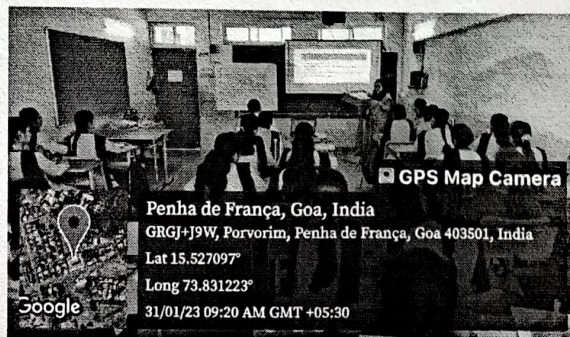 GPS Map Camera
Penha de França, Goa, India
GRGJ+J9W, Porvorim, Penha de França, Goa 403501, India
Lat 15.527097°
Long 73.831223°
31/01/23 09:20 AM GMT +05:30
Google